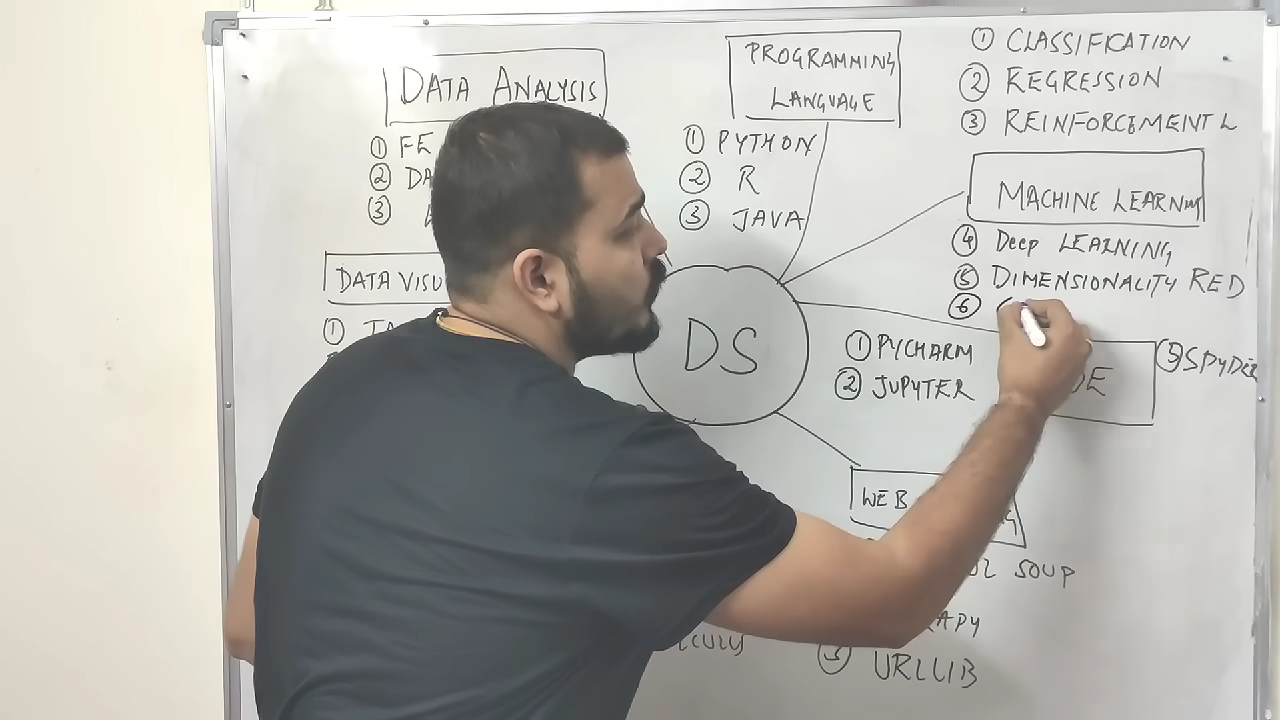 DATA ANALYSIS
① FE
② DA
③
DATA VISU
①
PROGRAMMING
LANGUAGE
① PYTHON
② R
③ JAVA
① CLASSIFICATION
② REGRESSION
③ REINFORCEMENT L
MACHINE LEARNING
④ Deep LEARNING
⑤ DIMENSIONALITY RED
⑥
DS
① PYCHARM
② JUPYTER
DE
③ SPYDER
WEB
SOUP
APY
③ URLLIB